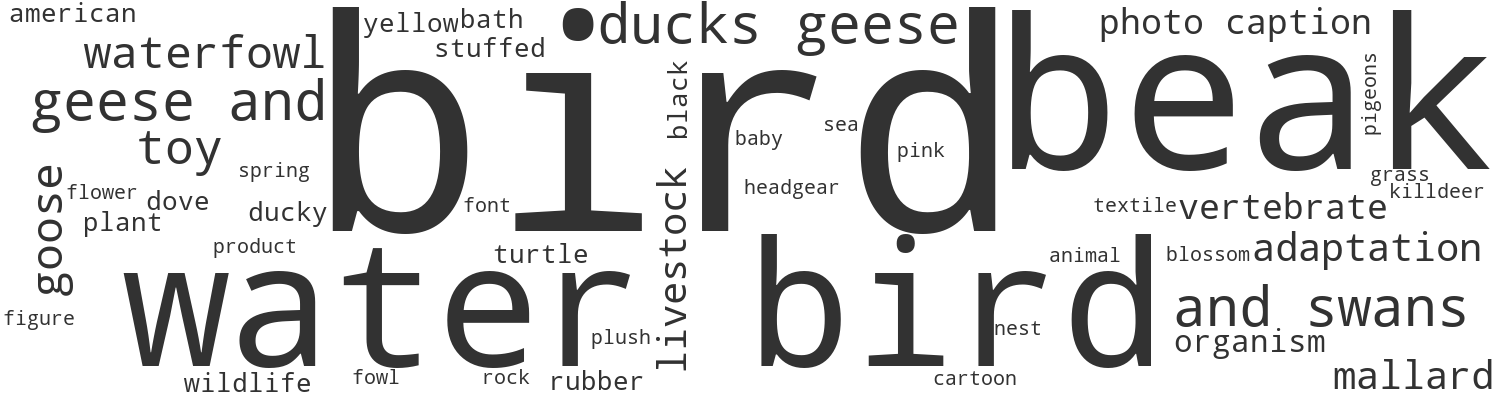 american
yellow
bath
stuffed
ducks geese
photo caption
waterfowl
bird
beak
geese and
black
pigeons
toy
baby
sea
pink
spring
headgear
grass
goose
flower
dove
killdeer
plant
ducky
font
livestock
textile
vertebrate
product
turtle
animal
blossom
adaptation
water bird
figure
and swans
plush
nest
organism
wildlife
fowl
rock
rubber
cartoon
mallard